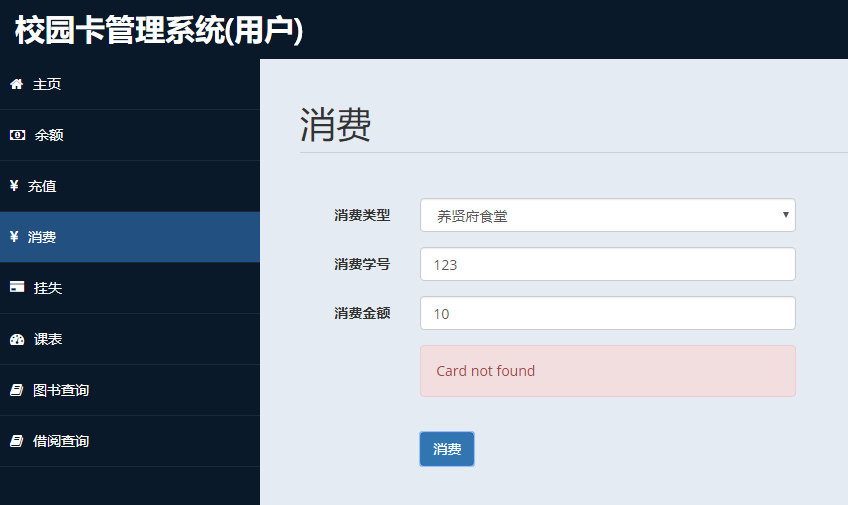 校园卡管理系统(用户)
主页
余额
¥ 充值
¥ 消费
挂失
课表
图书查询
借阅查询
消费
消费类型 养贤府食堂
消费学号 123
消费金额 10
Card not found
消费